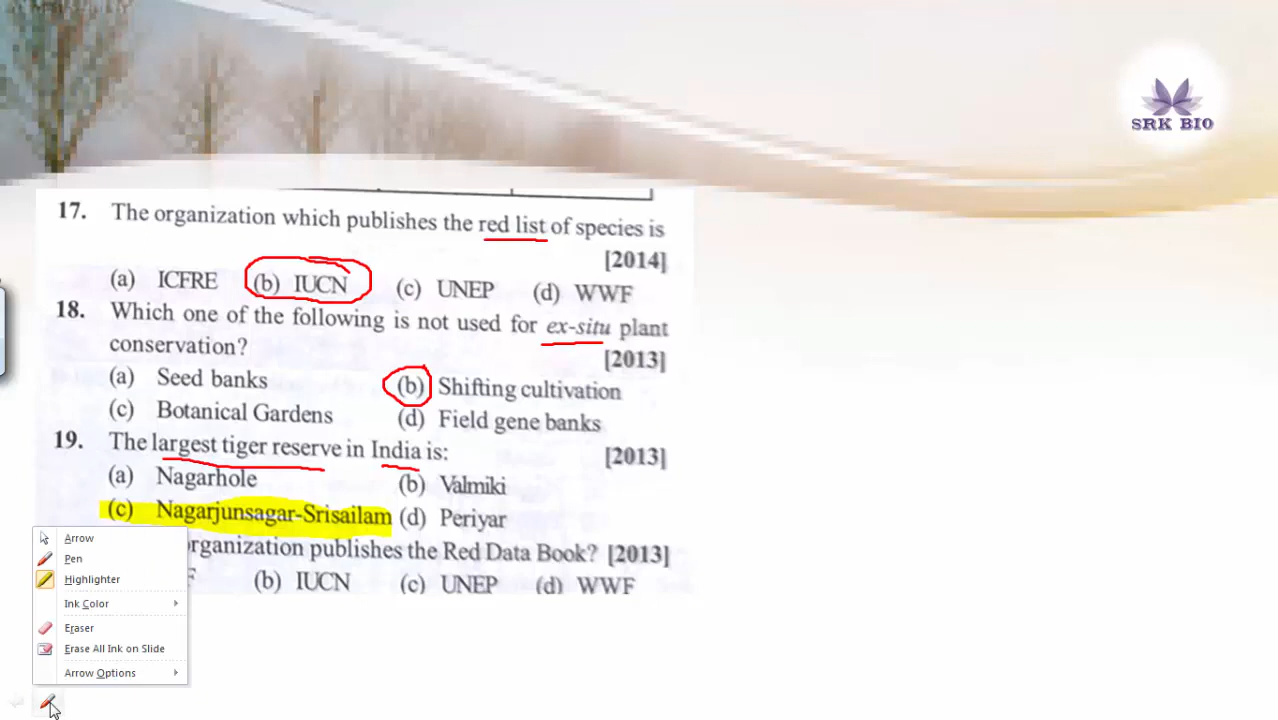 SRK BIO
17. The organization which publishes the red list of species is
[2014]
(a) ICFRE (b) IUCN (c) UNEP (d) WWF
18. Which one of the following is not used for ex-situ plant
conservation? [2013]
(a) Seed banks (b) Shifting cultivation
(c) Botanical Gardens (d) Field gene banks
19. The largest tiger reserve in India is: [2013]
(a) Nagarhole (b) Valmiki
(c) Nagarjunsagar-Srisailam (d) Periyar
organization publishes the Red Data Book? [2013]
(b) IUCN (c) UNEP (d) WWF
Arrow
Pen
Highlighter
Ink Color
Eraser
Erase All Ink on Slide
Arrow Options